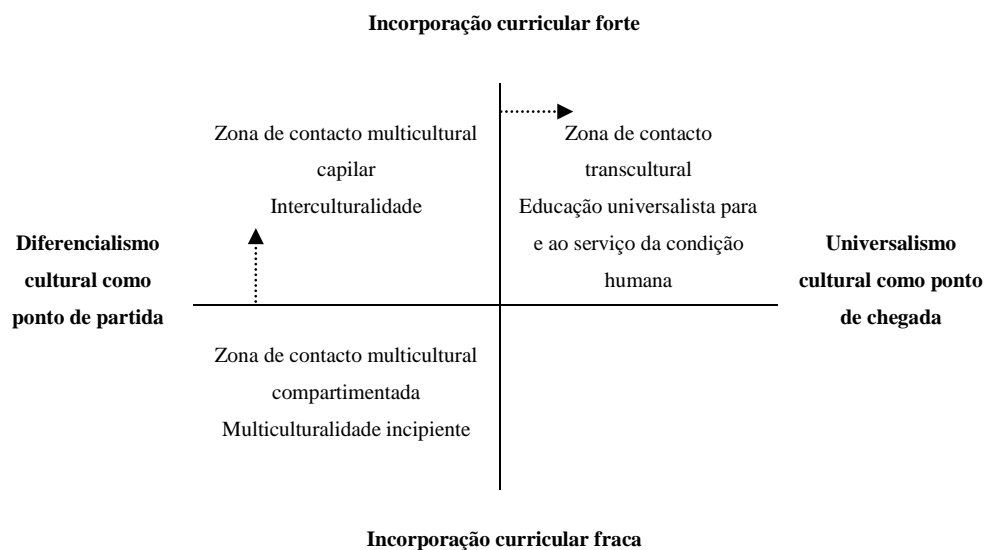 Incorporação curricular forte
Zona de contacto multicultural
capilar
Interculturalidade
Zona de contacto
transcultural
Educação universalista para
e ao serviço da condição
humana
Diferencialismo
cultural como
ponto de partida
Universalismo
cultural como ponto
de chegada
Zona de contacto multicultural
compartimentada
Multiculturalidade incipiente
Incorporação curricular fraca